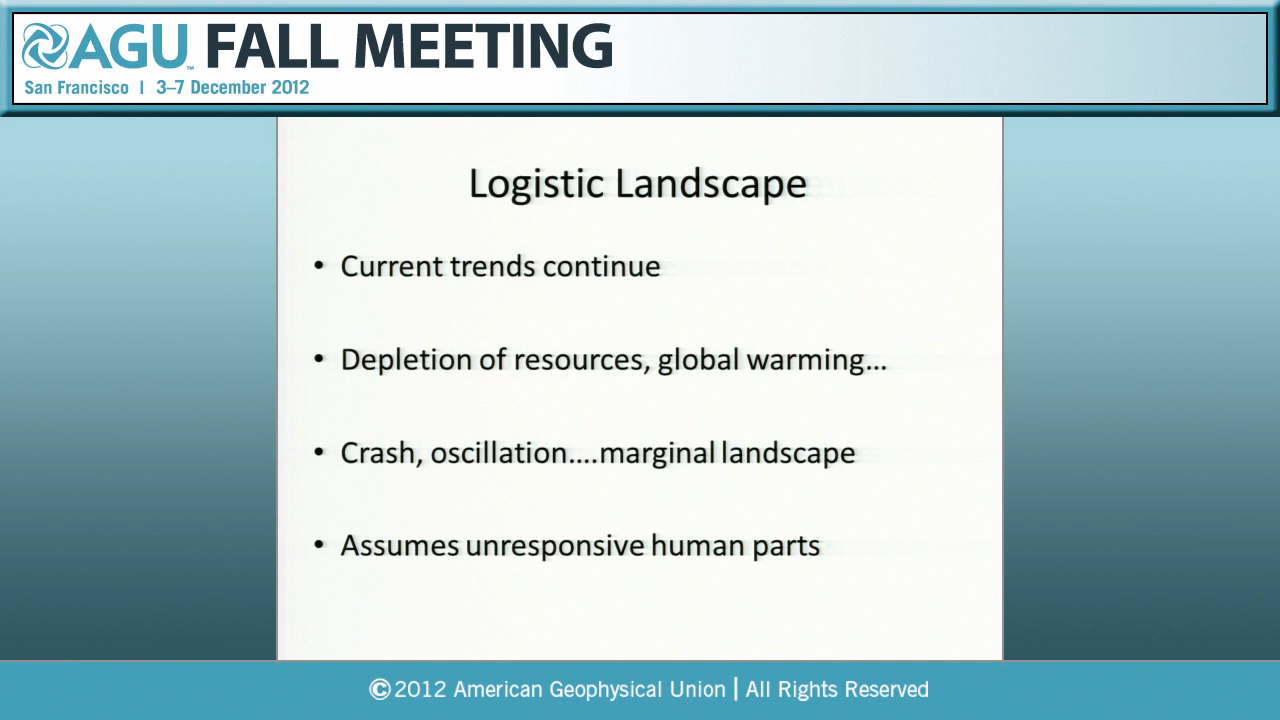 AGU™ FALL MEETING
San Francisco | 3–7 December 2012
Logistic Landscape
• Current trends continue
• Depletion of resources, global warming…
• Crash, oscillation….marginal landscape
• Assumes unresponsive human parts
©2012 American Geophysical Union | All Rights Reserved